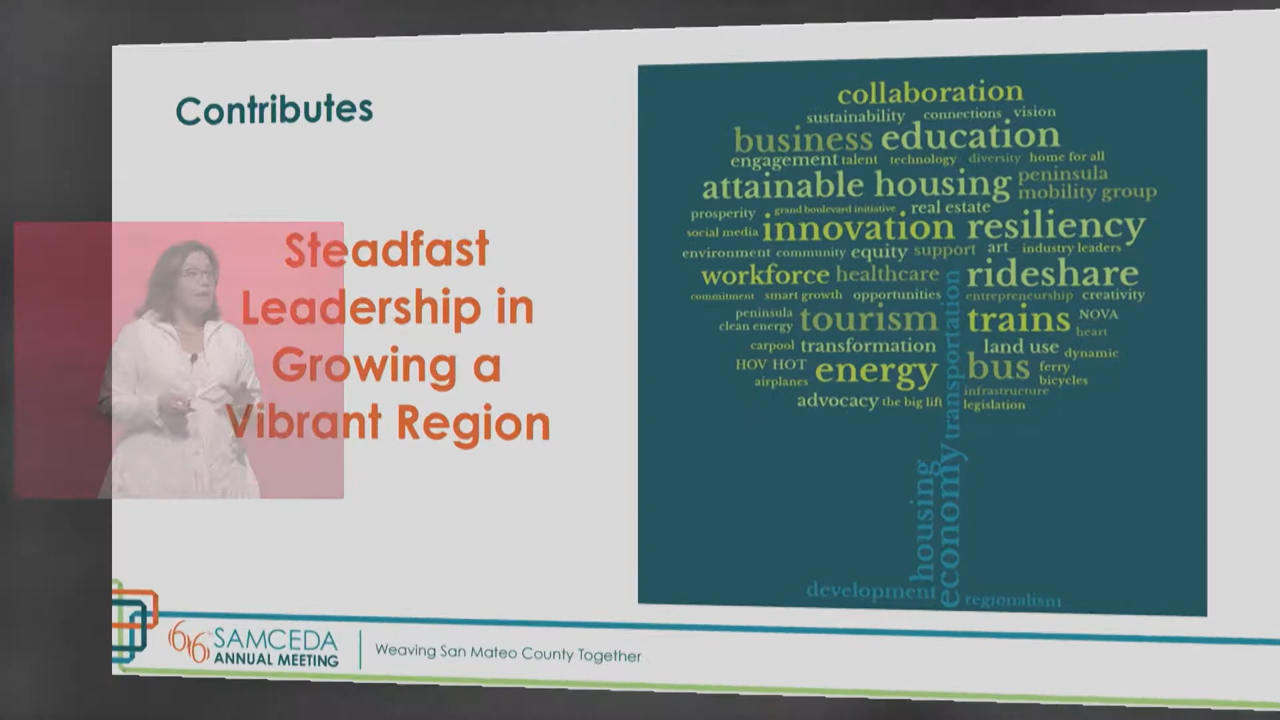 Contributes
Steadfast
Leadership in
Growing a
Vibrant Region
collaboration
sustainability connections vision
business education
engagement talent technology diversity home for all
attainable housing peninsula
mobility group
prosperity grand boulevard initiative real estate
social media innovation resiliency
environment community equity support art industry leaders
workforce healthcare rideshare
commitment smart growth opportunities entrepreneurship creativity
peninsula tourism trains NOVA
clean energy heart
carpool transformation land use dynamic
HOV HOT energy bus ferry
airplanes bicycles
infrastructure
advocacy the big lift legislation
transportation
housing
economy
development regionalism
66 SAMCEDA
ANNUAL MEETING
Weaving San Mateo County Together